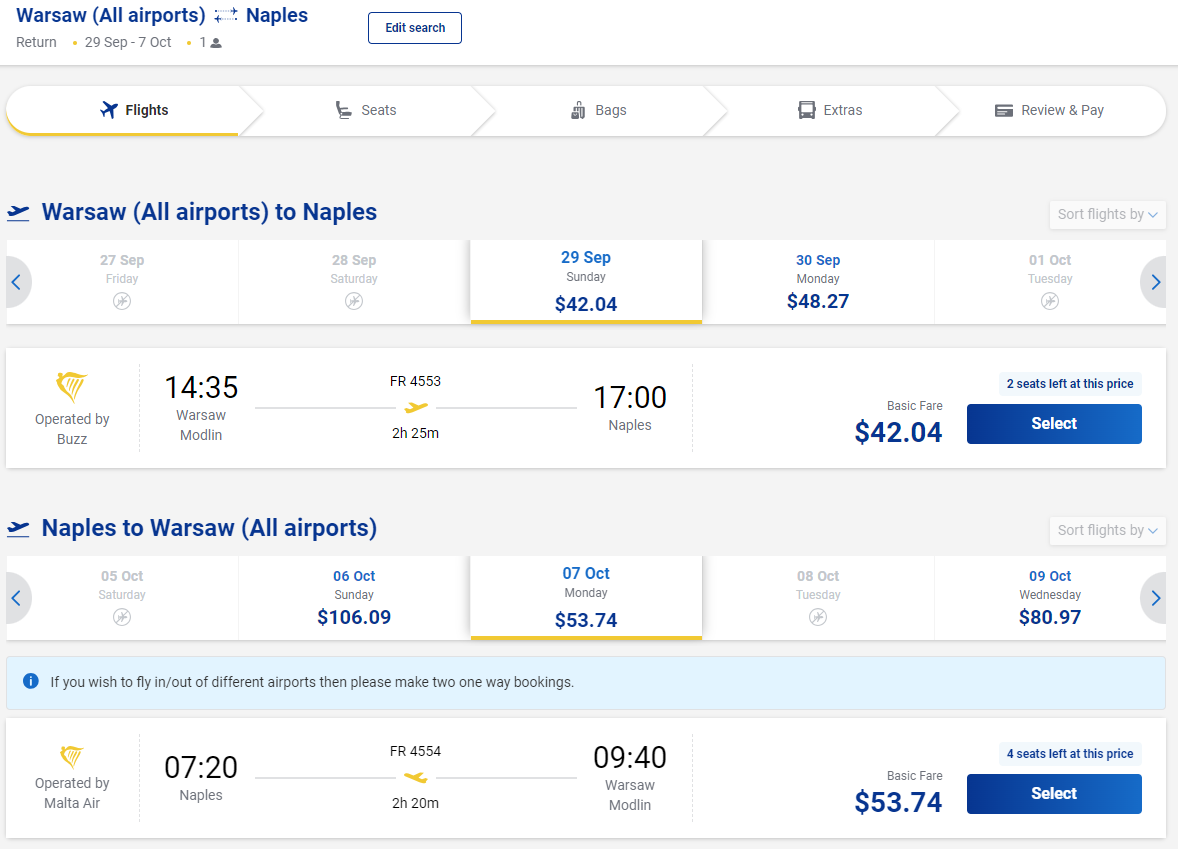 Warsaw (All airports) Naples
Return • 29 Sep - 7 Oct • 1
Edit search
Flights
Seats
Bags
Extras
Review & Pay
Warsaw (All airports) to Naples
Sort flights by
27 Sep
Friday
28 Sep
Saturday
29 Sep
Sunday
$42.04
30 Sep
Monday
$48.27
01 Oct
Tuesday
Operated by
Buzz
14:35
Warsaw
Modlin
FR 4553
2h 25m
17:00
Naples
Basic Fare
$42.04
2 seats left at this price
Select
Naples to Warsaw (All airports)
Sort flights by
05 Oct
Saturday
06 Oct
Sunday
$106.09
07 Oct
Monday
$53.74
08 Oct
Tuesday
09 Oct
Wednesday
$80.97
If you wish to fly in/out of different airports then please make two one way bookings.
Operated by
Malta Air
07:20
Naples
FR 4554
2h 20m
09:40
Warsaw
Modlin
Basic Fare
$53.74
4 seats left at this price
Select